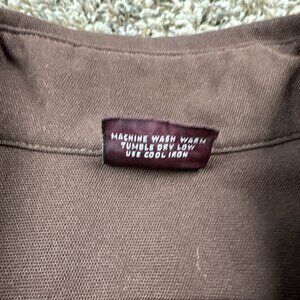 MACHINE WASH WARM
TUMBLE DRY LOW
USE COOL IRON